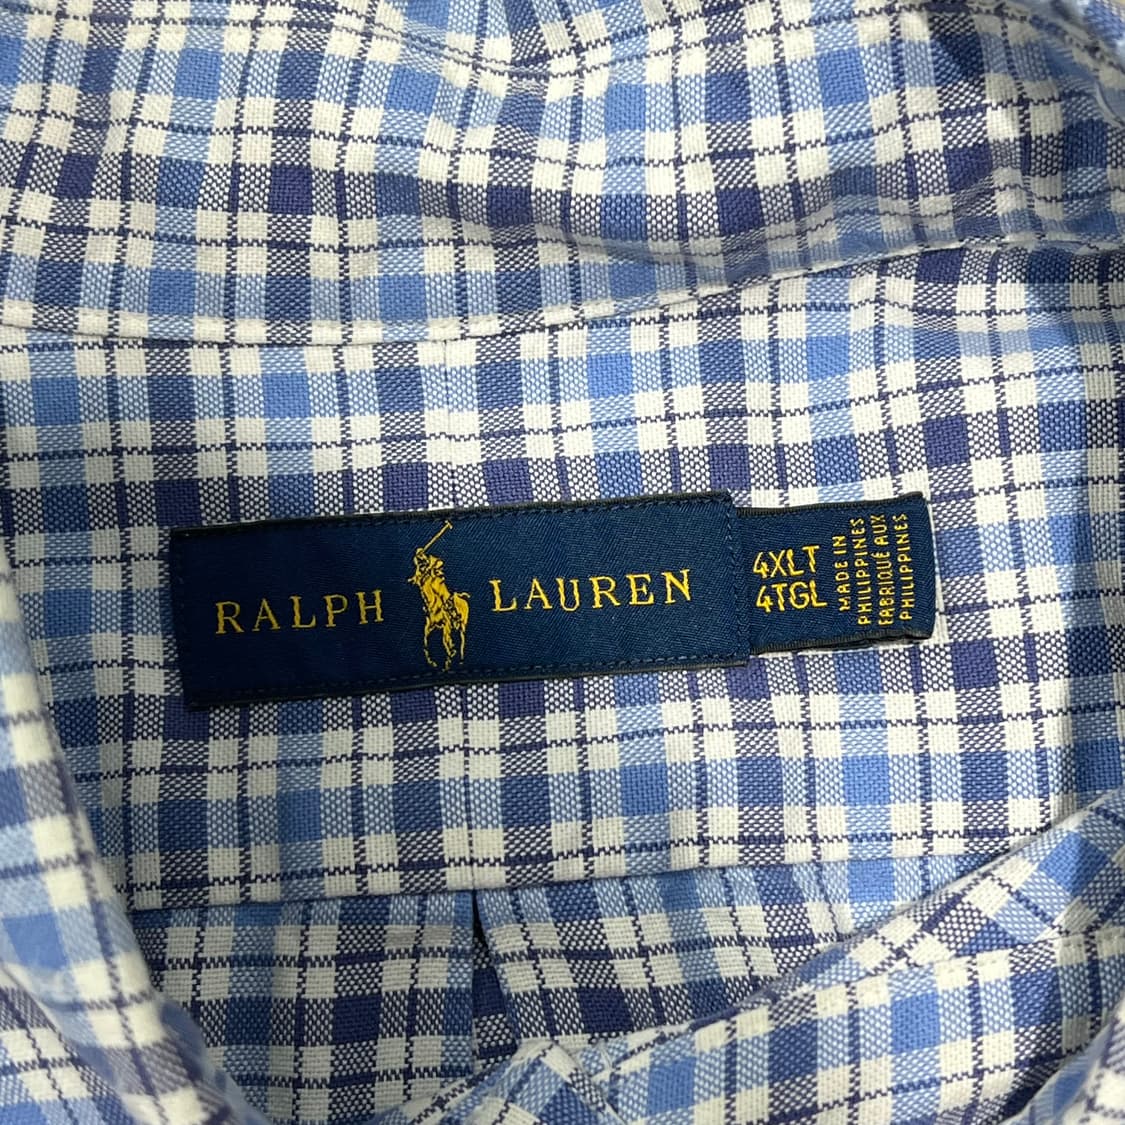 RALPH LAUREN
4XLT
4TGL
MADE IN
PHILIPPINES
FABRIQUÉ AUX
PHILIPPINES